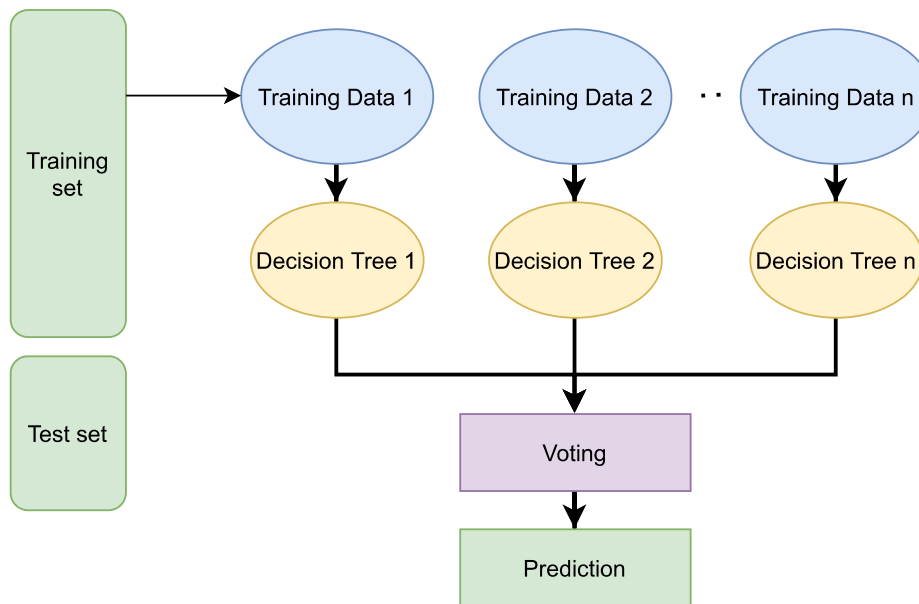 Training Data 1
Training Data 2
. .
Training Data n
Training
set
Decision Tree 1
Decision Tree 2
Decision Tree n
Test set
Voting
Prediction